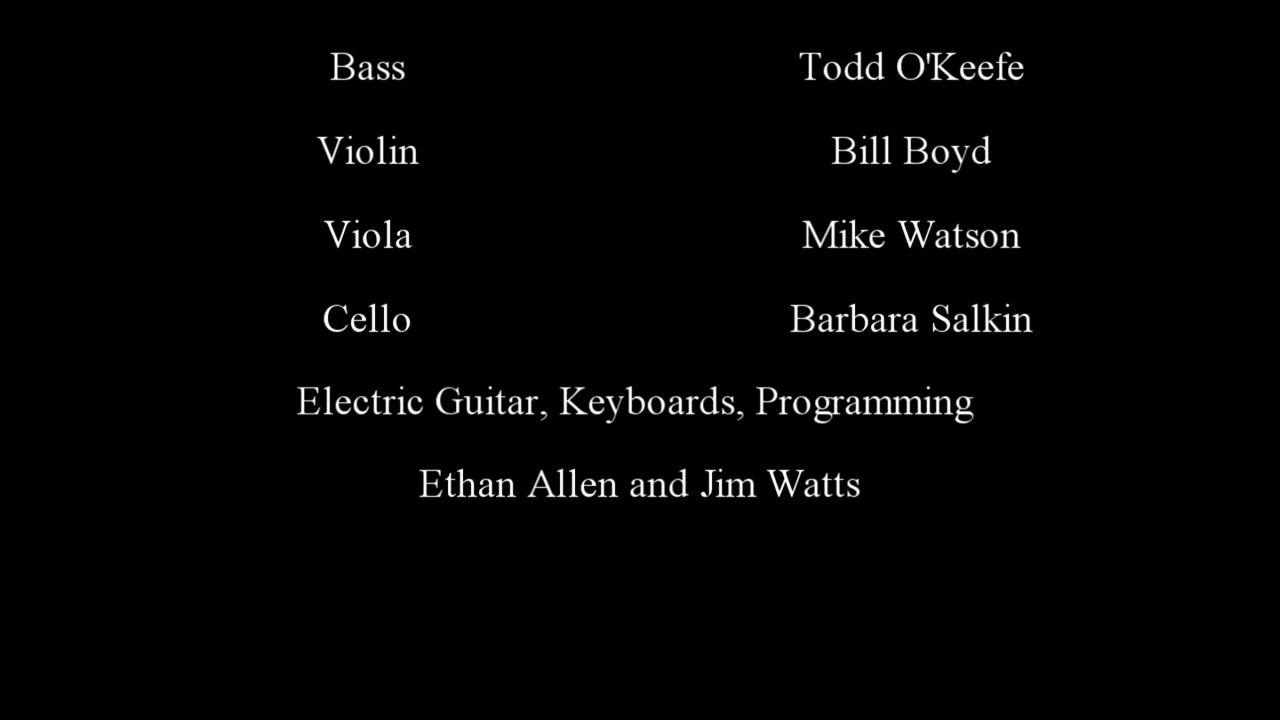 Bass Todd O'Keefe
Violin Bill Boyd
Viola Mike Watson
Cello Barbara Salkin
Electric Guitar, Keyboards, Programming
Ethan Allen and Jim Watts